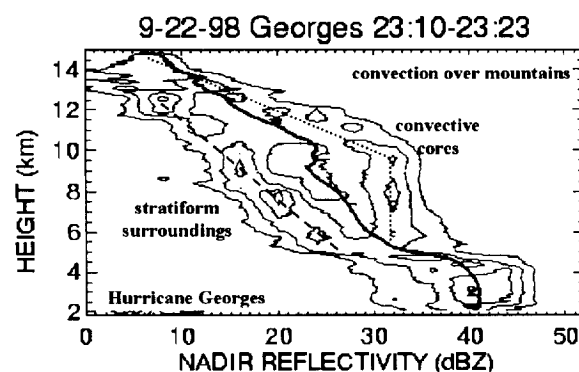 9-22-98 Georges 23:10-23:23
14
12
10
8
6
4
2
HEIGHT (km)
convection over mountains
convective
cores
stratiform
surroundings
Hurricane Georges
0 10 20 30 40 50
NADIR REFLECTIVITY (dBZ)